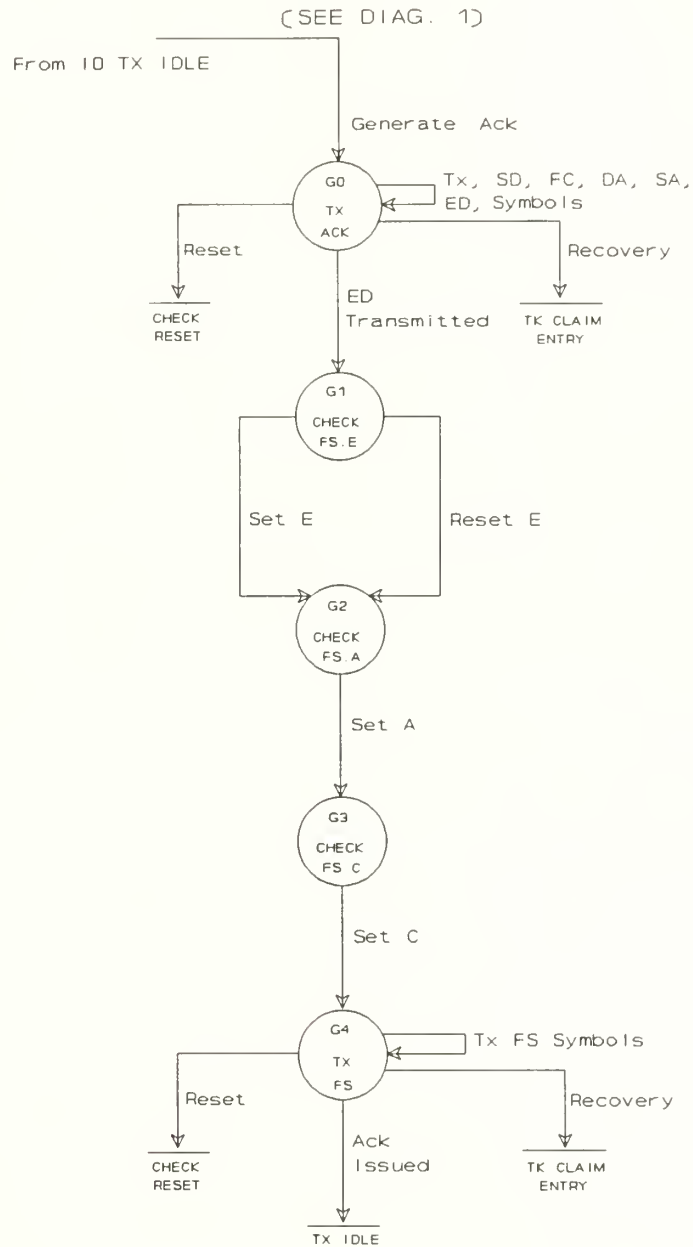 (SEE DIAG. 1)
From I0 TX IDLE
Generate Ack
G0
TX
ACK
Tx, SD, FC, DA, SA,
ED, Symbols
Reset
Recovery
CHECK
RESET
ED
Transmitted
TK CLAIM
ENTRY
G1
CHECK
FS.E
Set E
Reset E
G2
CHECK
FS.A
Set A
G3
CHECK
FS C
Set C
G4
TX
FS
Tx FS Symbols
Reset
Recovery
Ack
Issued
CHECK
RESET
TK CLAIM
ENTRY
TX IDLE